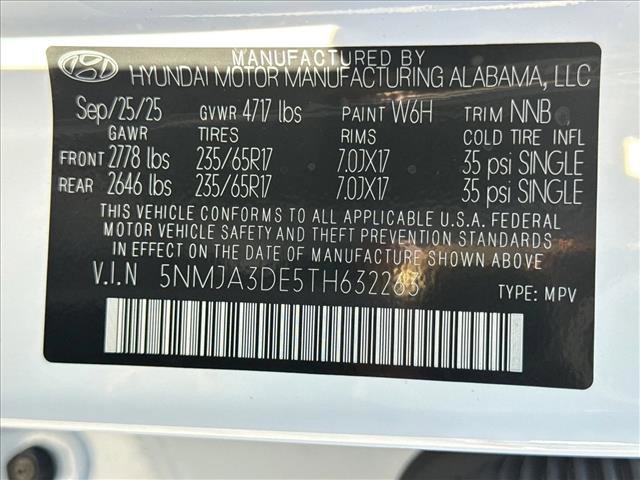 MANUFACTURED BY
HYUNDAI MOTOR MANUFACTURING ALABAMA, LLC
Sep/25/25 GVWR 4717 lbs PAINT W6H TRIM NNB
GAWR TIRES RIMS COLD TIRE INFL
FRONT 2778 lbs 235/65R17 7.0JX17 35 psi SINGLE
REAR 2646 lbs 235/65R17 7.0JX17 35 psi SINGLE
THIS VEHICLE CONFORMS TO ALL APPLICABLE U.S.A. FEDERAL
MOTOR VEHICLE SAFETY AND THEFT PREVENTION STANDARDS
IN EFFECT ON THE DATE OF MANUFACTURE SHOWN ABOVE
V.I.N 5NMJA3DE5TH632263 TYPE: MPV